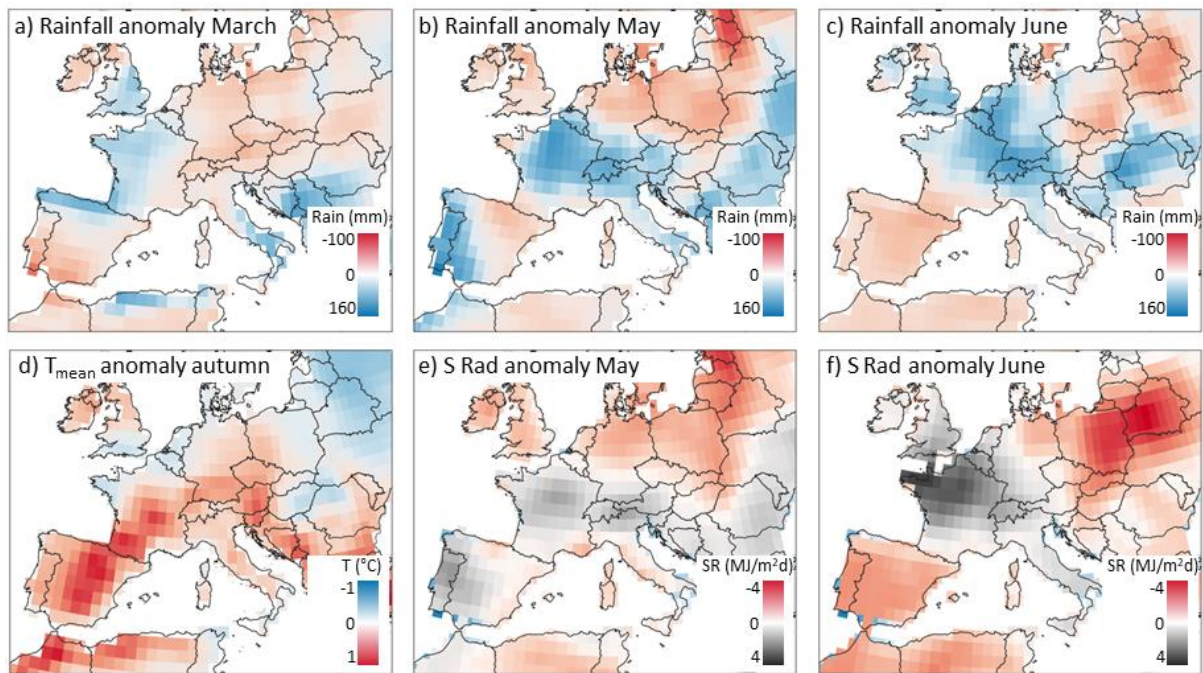 a) Rainfall anomaly March
Rain (mm)
-100
0
160
b) Rainfall anomaly May
Rain (mm)
-100
0
160
c) Rainfall anomaly June
Rain (mm)
-100
0
160
d) Tmean anomaly autumn
T (°C)
-1
0
1
e) S Rad anomaly May
SR (MJ/m²d)
-4
0
4
f) S Rad anomaly June
SR (MJ/m²d)
-4
0
4